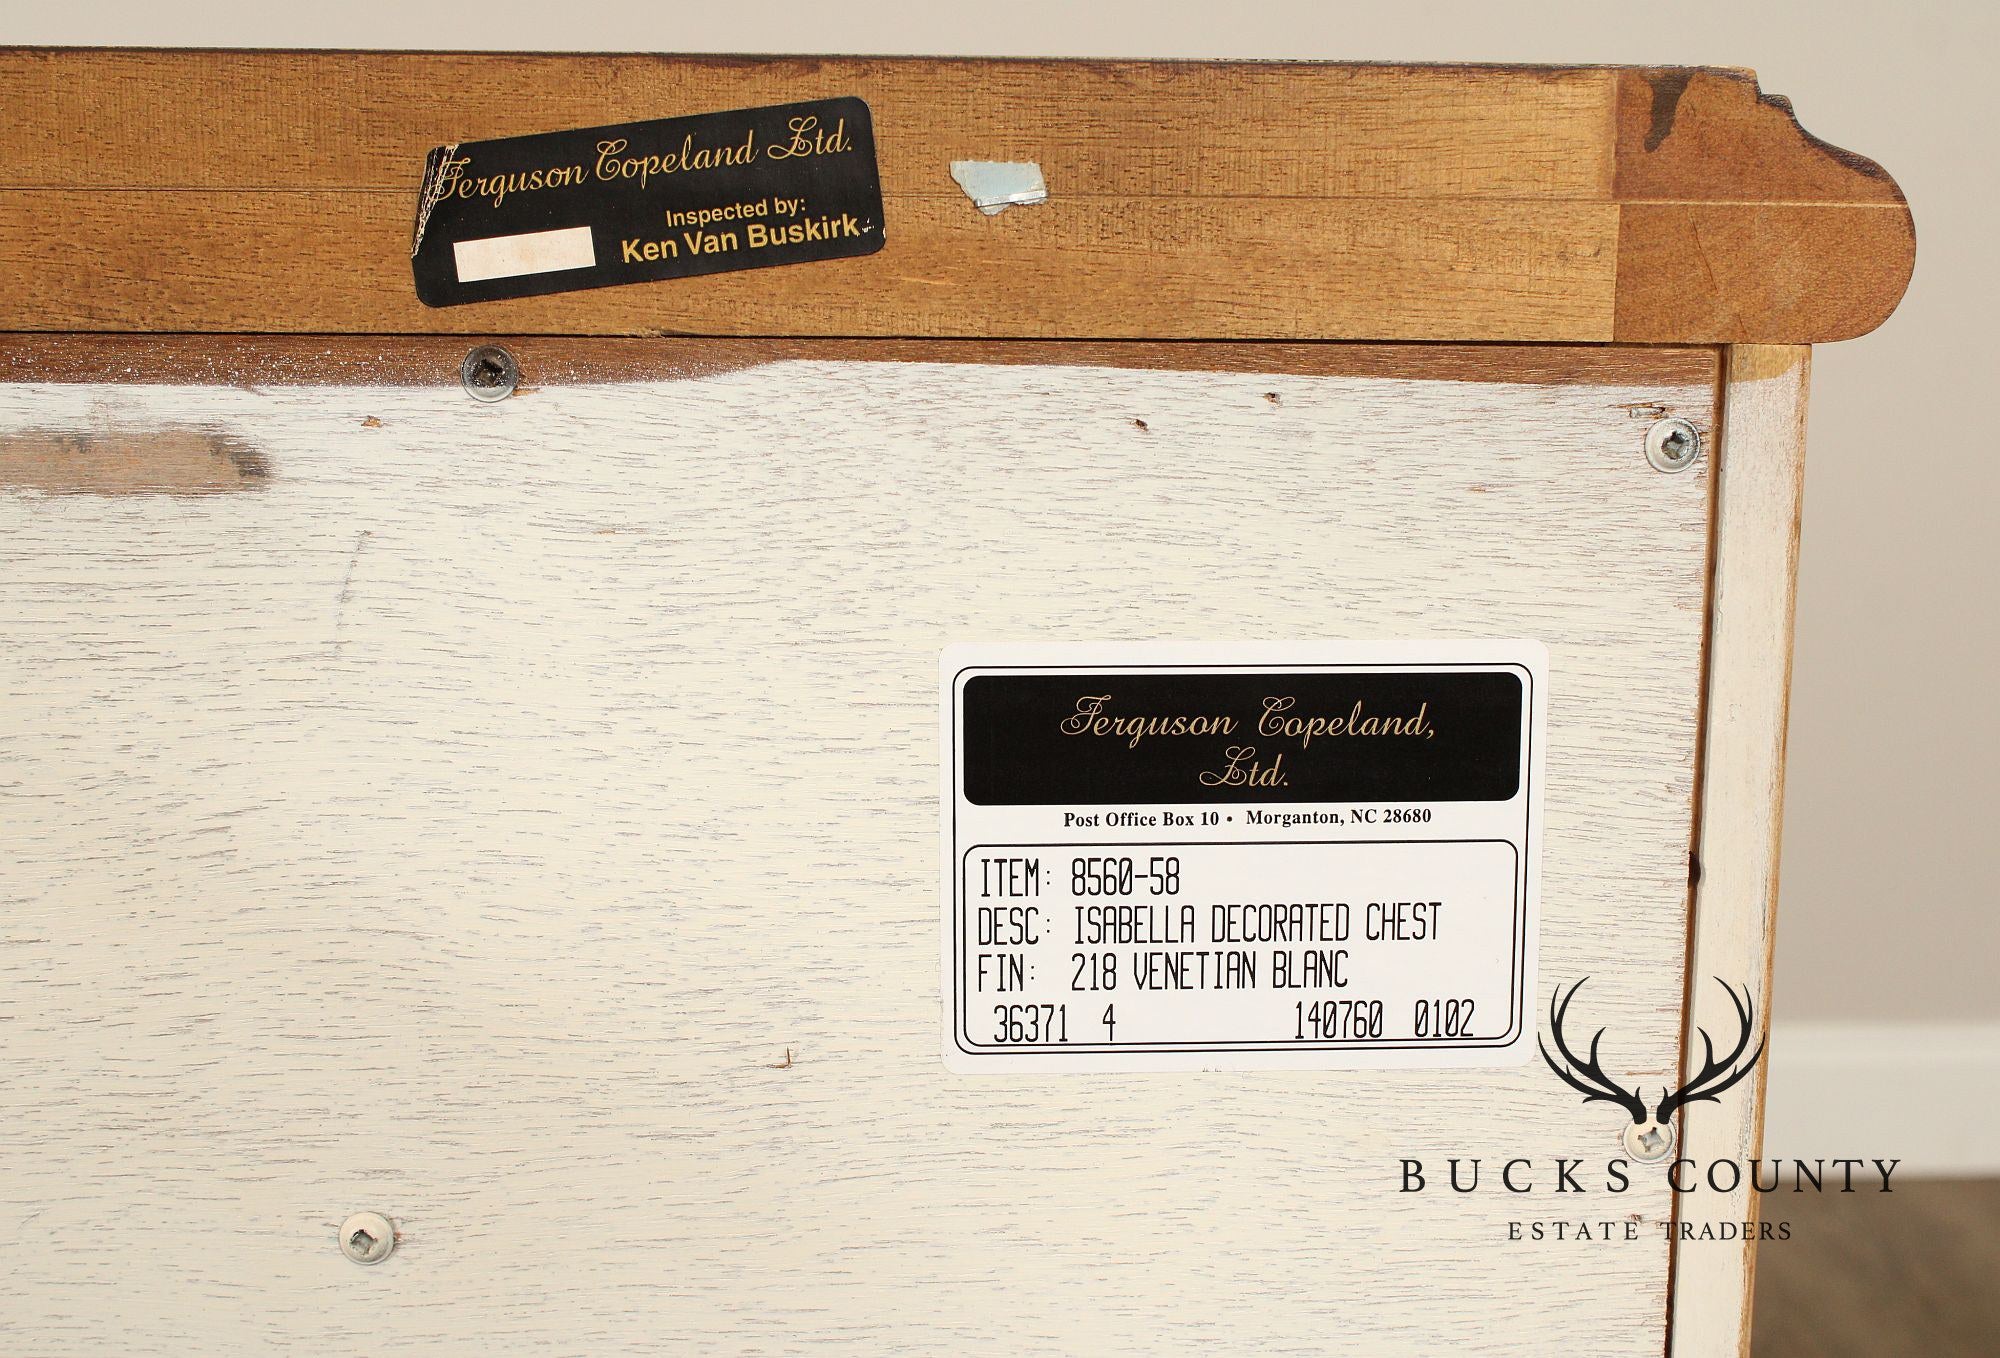 Ferguson Copeland Ltd.
Inspected by:
Ken Van Buskirk
Ferguson Copeland,
Ltd.
Post Office Box 10 • Morganton, NC 28680
ITEM: 8560-58
DESC: ISABELLA DECORATED CHEST
FIN: 218 VENETIAN BLANC
36371 4 140760 0102
BUCKS COUNTY
ESTATE TRADERS